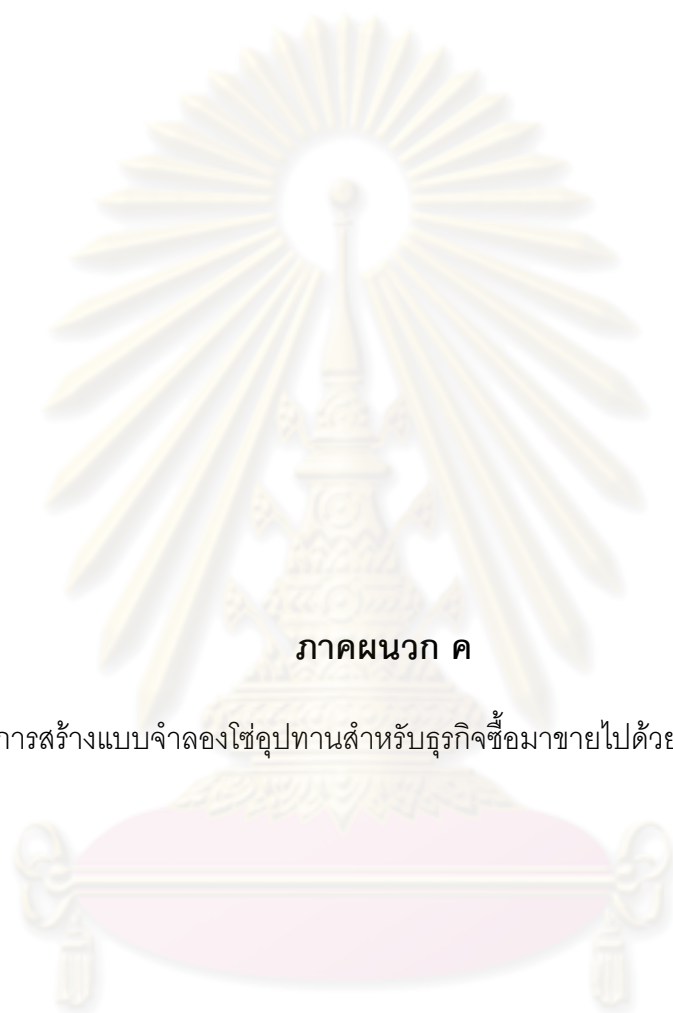 ภาคผนวก ค
การสร้างแบบจำลองโซ่อุปทานสำหรับธุรกิจซื้อมาขายไปด้วย